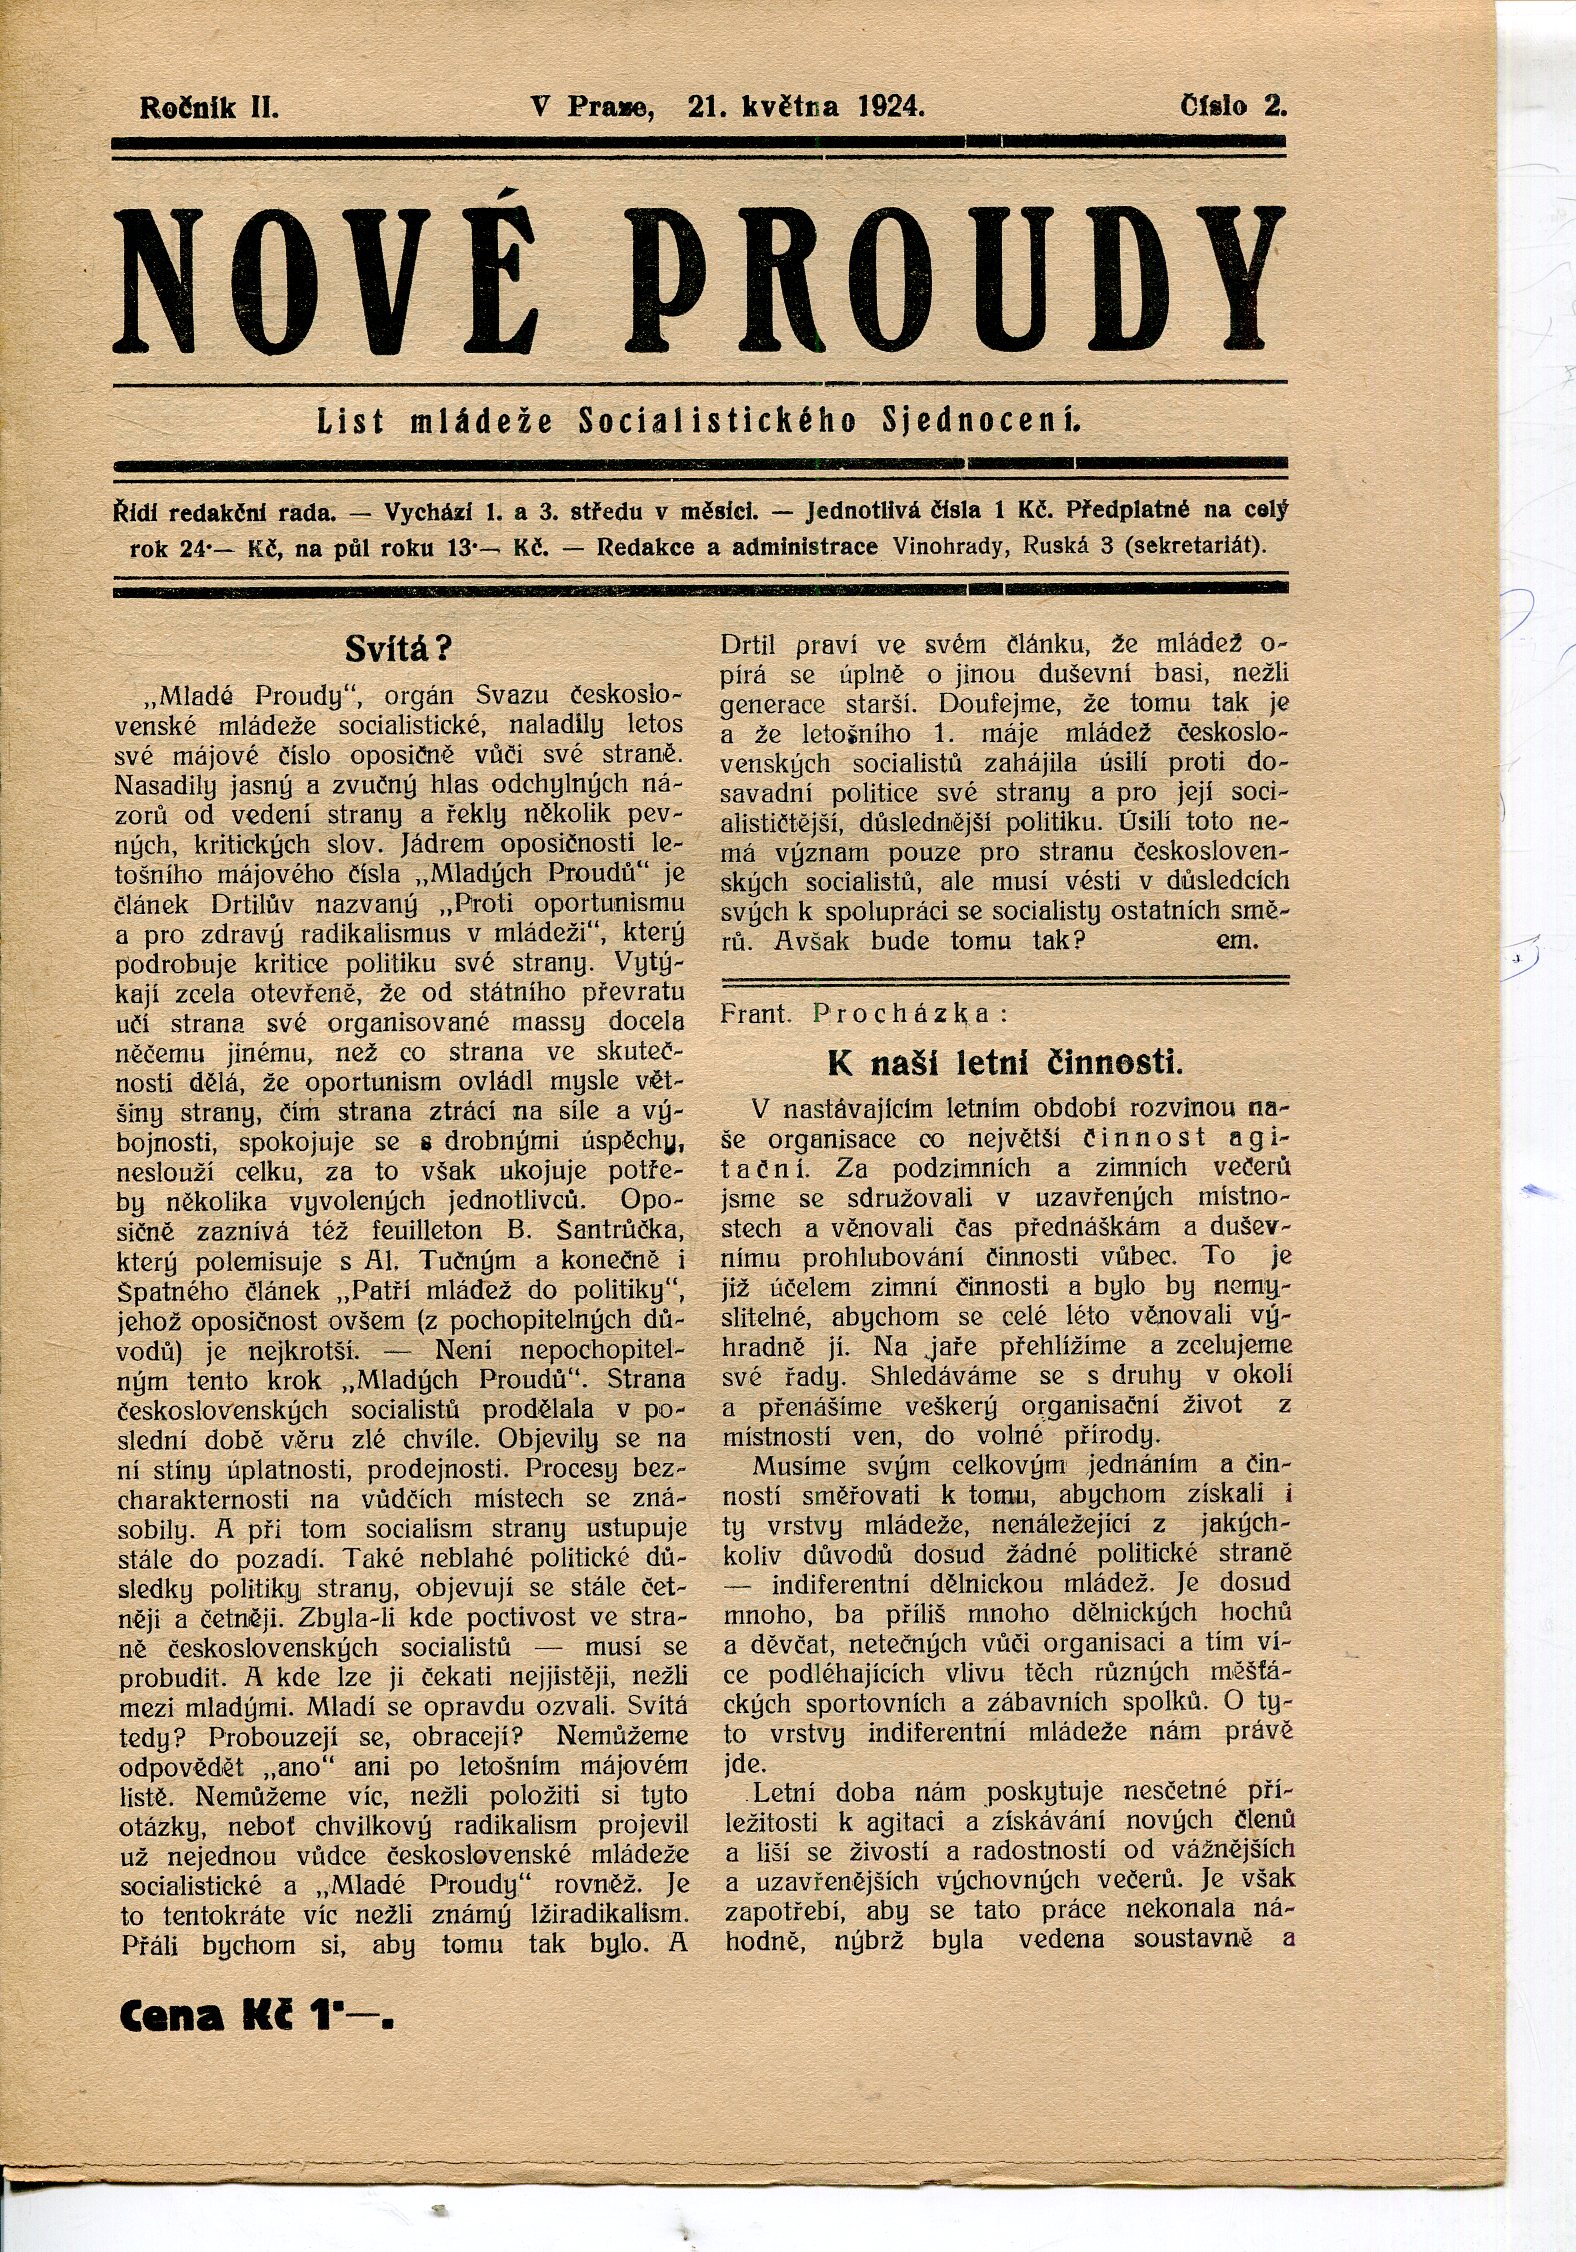 Ročník II.
V Praze, 21. května 1924.
Číslo 2.
NOVÉ PROUDY
List mládeže Socialistického Sjednocení.
Řídí redakční rada. — Vychází 1. a 3. středu v měsíci. — Jednotlivá čísla 1 Kč. Předplatné na celý
rok 24·— Kč, na půl roku 13·— Kč. — Redakce a administrace Vinohrady, Ruská 3 (sekretariát).
Svítá?
„Mladé Proudy“, orgán Svazu českoslo-
venské mládeže socialistické, naladily letos
své májové číslo oposičně vůči své straně.
Nasadily jasný a zvučný hlas odchylných ná-
zorů od vedení strany a řekly několik pev-
ných, kritických slov. Jádrem oposičnosti le-
tošního májového čísla „Mladých Proudů“ je
článek Drtilův nazvaný „Proti oportunismu
a pro zdravý radikalismus v mládeži“, který
podrobuje kritice politiku své strany. Vytý-
kají zcela otevřeně, že od státního převratu
učí strana své organisované massy docela
něčemu jinému, než co strana ve skuteč-
nosti dělá, že oportunism ovládl mysle vět-
šiny strany, čím strana ztrácí na síle a vý-
bojnosti, spokojuje se s drobnými úspěchy,
neslouží celku, za to však ukojuje potře-
by několika vyvolených jednotlivců. Opo-
sičně zaznívá též feuilleton B. Šantrůčka,
který polemisuje s Al. Tučným a konečně i
Špatného článek „Patří mládež do politiky“,
jehož oposičnost ovšem (z pochopitelných dů-
vodů) je nejkrotší. — Není nepochopitel-
ným tento krok „Mladých Proudů“. Strana
československých socialistů prodělala v po-
slední době věru zlé chvíle. Objevily se na
ní stíny úplatnosti, prodejnosti. Procesy bez-
charakternosti na vůdčích místech se zná-
sobily. A při tom socialism strany ustupuje
stále do pozadí. Také neblahé politické dů-
sledky politiky strany, objevují se stále čet-
něji a četněji. Zbyla-li kde poctivost ve stra-
ně československých socialistů — musí se
probudit. A kde lze ji čekati nejjistěji, nežli
mezi mladými. Mladí se opravdu ozvali. Svítá
tedy? Probouzejí se, obracejí? Nemůžeme
odpovědět „ano“ ani po letošním májovém
listě. Nemůžeme víc, nežli položiti si tyto
otázky, neboť chvilkový radikalism projevil
už nejednou vůdce československé mládeže
socialistické a „Mladé Proudy“ rovněž. Je
to tentokráte víc nežli známý lžiradikalism.
Přáli bychom si, aby tomu tak bylo. A
Drtil praví ve svém článku, že mládež o-
pírá se úplně o jinou duševní basi, nežli
generace starší. Doufejme, že tomu tak je
a že letošního 1. máje mládež českoslo-
venských socialistů zahájila úsilí proti do-
savadní politice své strany a pro její soci-
alističtější, důslednější politiku. Úsilí toto ne-
má význam pouze pro stranu českosloven-
ských socialistů, ale musí vésti v důsledcích
svých k spolupráci se socialisty ostatních smě-
rů. Avšak bude tomu tak? em.
Frant. Procházka:
K naší letní činnosti.
V nastávajícím letním období rozvinou na-
še organisace co největší činnost agi-
tační. Za podzimních a zimních večerů
jsme se sdružovali v uzavřených místno-
stech a věnovali čas přednáškám a dušev-
nímu prohlubování činnosti vůbec. To je
již účelem zimní činnosti a bylo by nemy-
slitelné, abychom se celé léto věnovali vý-
hradně jí. Na jaře přehlížíme a zcelujeme
své řady. Shledáváme se s druhy v okolí
a přenášíme veškerý organisační život z
místností ven, do volné přírody.
Musíme svým celkovým jednáním a čin-
ností směřovati k tomu, abychom získali i
ty vrstvy mládeže, nenáležející z jakých-
koliv důvodů dosud žádné politické straně
— indiferentní dělnickou mládež. Je dosud
mnoho, ba příliš mnoho dělnických hochů
a děvčat, netečných vůči organisaci a tím ví-
ce podléhajících vlivu těch různých měšťá-
ckých sportovních a zábavních spolků. O ty-
to vrstvy indiferentní mládeže nám právě
jde.
Letní doba nám poskytuje nesčetné pří-
ležitosti k agitaci a získávání nových členů
a liší se živostí a radostností od vážnějších
a uzavřenějších výchovných večerů. Je však
zapotřebí, aby se tato práce nekonala ná-
hodně, nýbrž byla vedena soustavně a
Cena Kč 1·—.